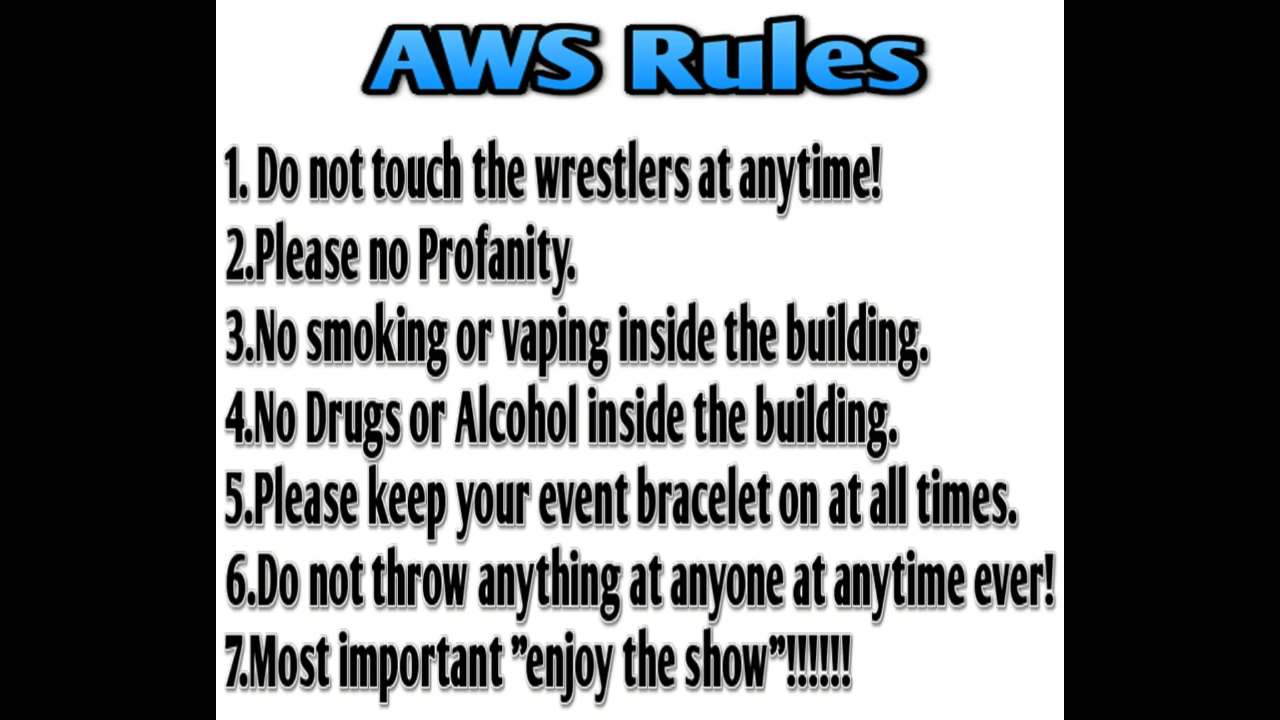 AWS Rules
1. Do not touch the wrestlers at anytime!
2.Please no Profanity.
3.No smoking or vaping inside the building.
4.No Drugs or Alcohol inside the building.
5.Please keep your event bracelet on at all times.
6.Do not throw anything at anyone at anytime ever!
7.Most important ”enjoy the show”!!!!!!